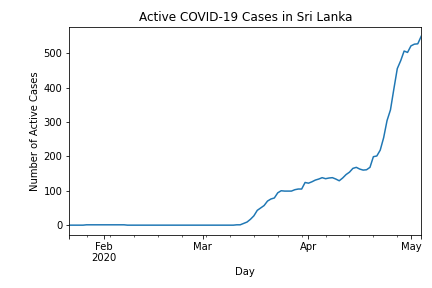 Active COVID-19 Cases in Sri Lanka
Number of Active Cases
500
400
300
200
100
0
Feb
2020
Mar
Apr
May
Day